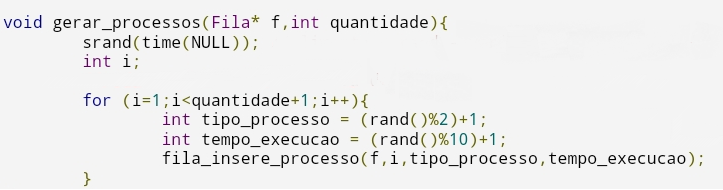 void gerar_processos(Fila* f,int quantidade){
srand(time(NULL));
int i;
for (i=1;i<quantidade+1;i++){
int tipo_processo = (rand()%2)+1;
int tempo_execucao = (rand()%10)+1;
fila_insere_processo(f,i,tipo_processo,tempo_execucao);
}